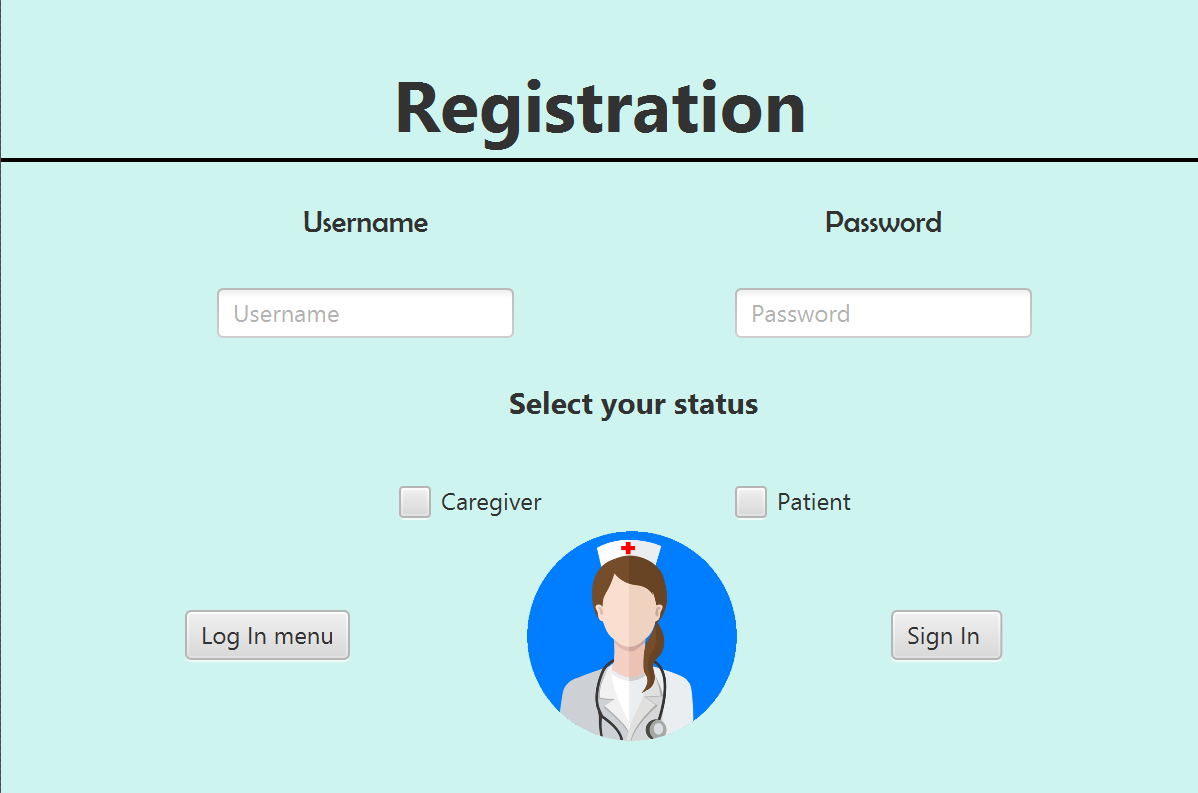 Registration
Username Password
Username Password
Select your status
Caregiver Patient
Log In menu Sign In